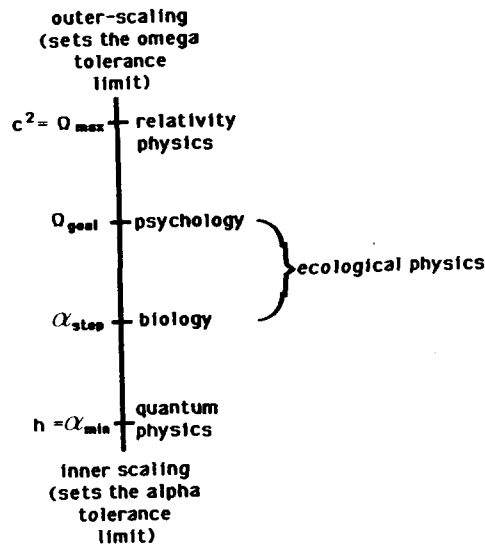 outer-scaling
(sets the omega
tolerance
limit)
c² = Ω max relativity
physics
Ω goal psychology
ecological physics
α step biology
quantum
h = α min physics
inner scaling
(sets the alpha
tolerance
limit)